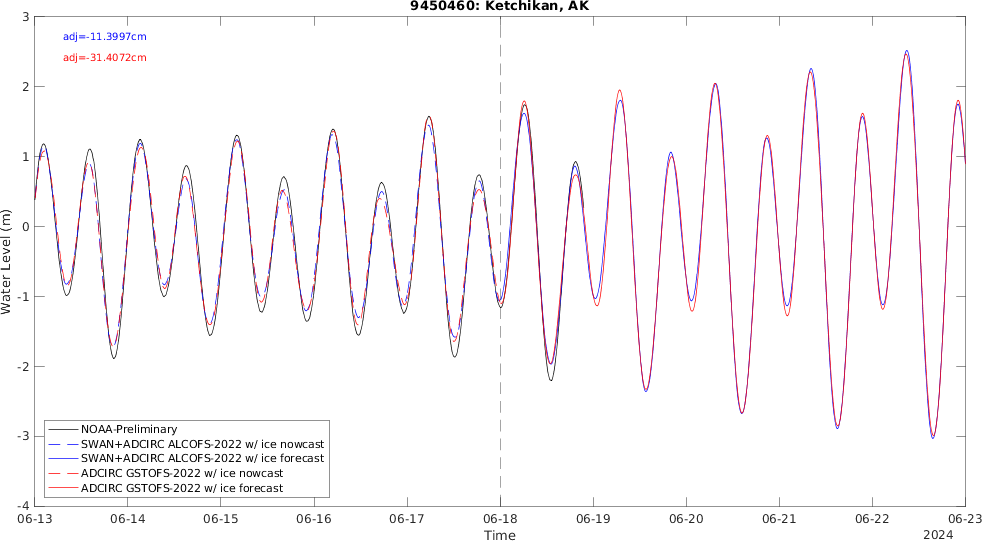 9450460: Ketchikan, AK
adj=-11.3997cm
adj=-31.4072cm
3
2
1
0
-1
-2
-3
-4
Water Level (m)
NOAA-Preliminary
SWAN+ADCIRC ALCOFS-2022 w/ ice nowcast
SWAN+ADCIRC ALCOFS-2022 w/ ice forecast
ADCIRC GSTOFS-2022 w/ ice nowcast
ADCIRC GSTOFS-2022 w/ ice forecast
06-13 06-14 06-15 06-16 06-17 06-18 06-19 06-20 06-21 06-22 06-23
Time
2024